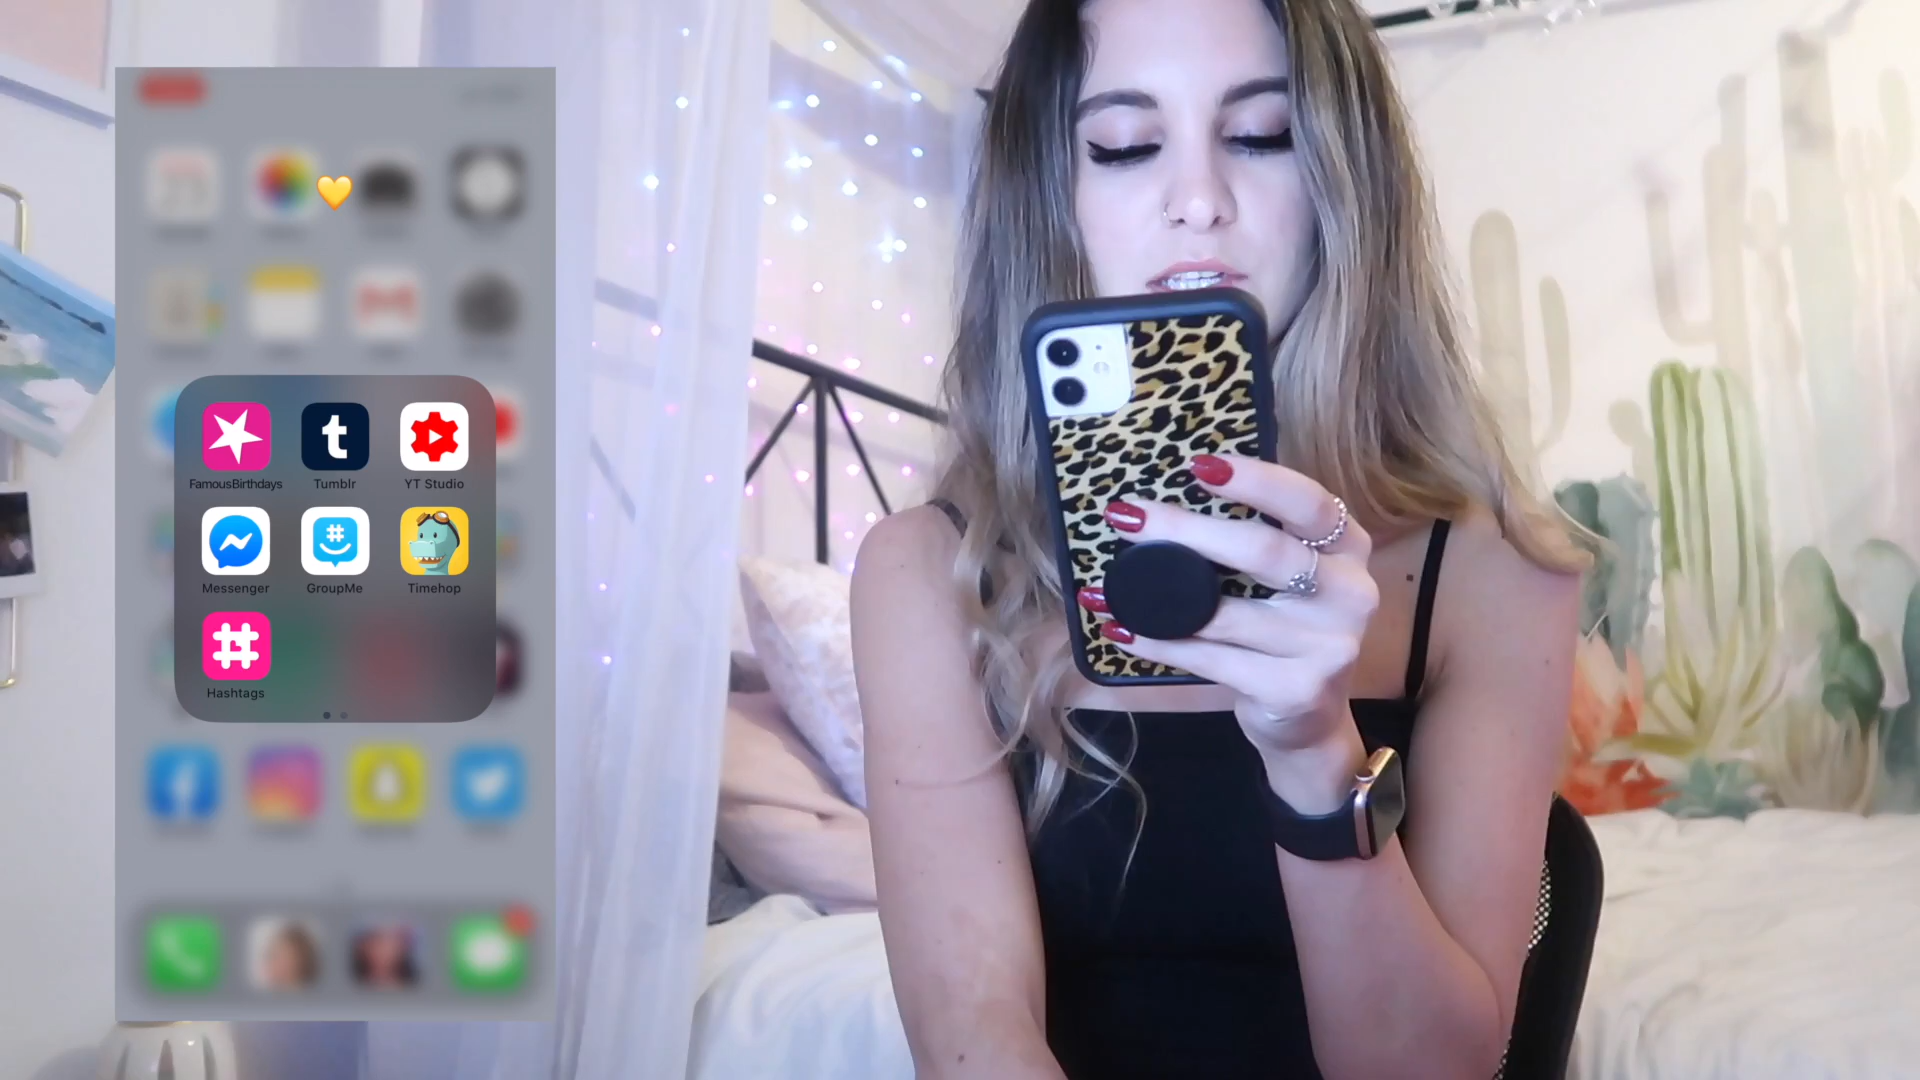 💛
FamousBirthdays Tumblr YT Studio
Messenger GroupMe Timehop
Hashtags